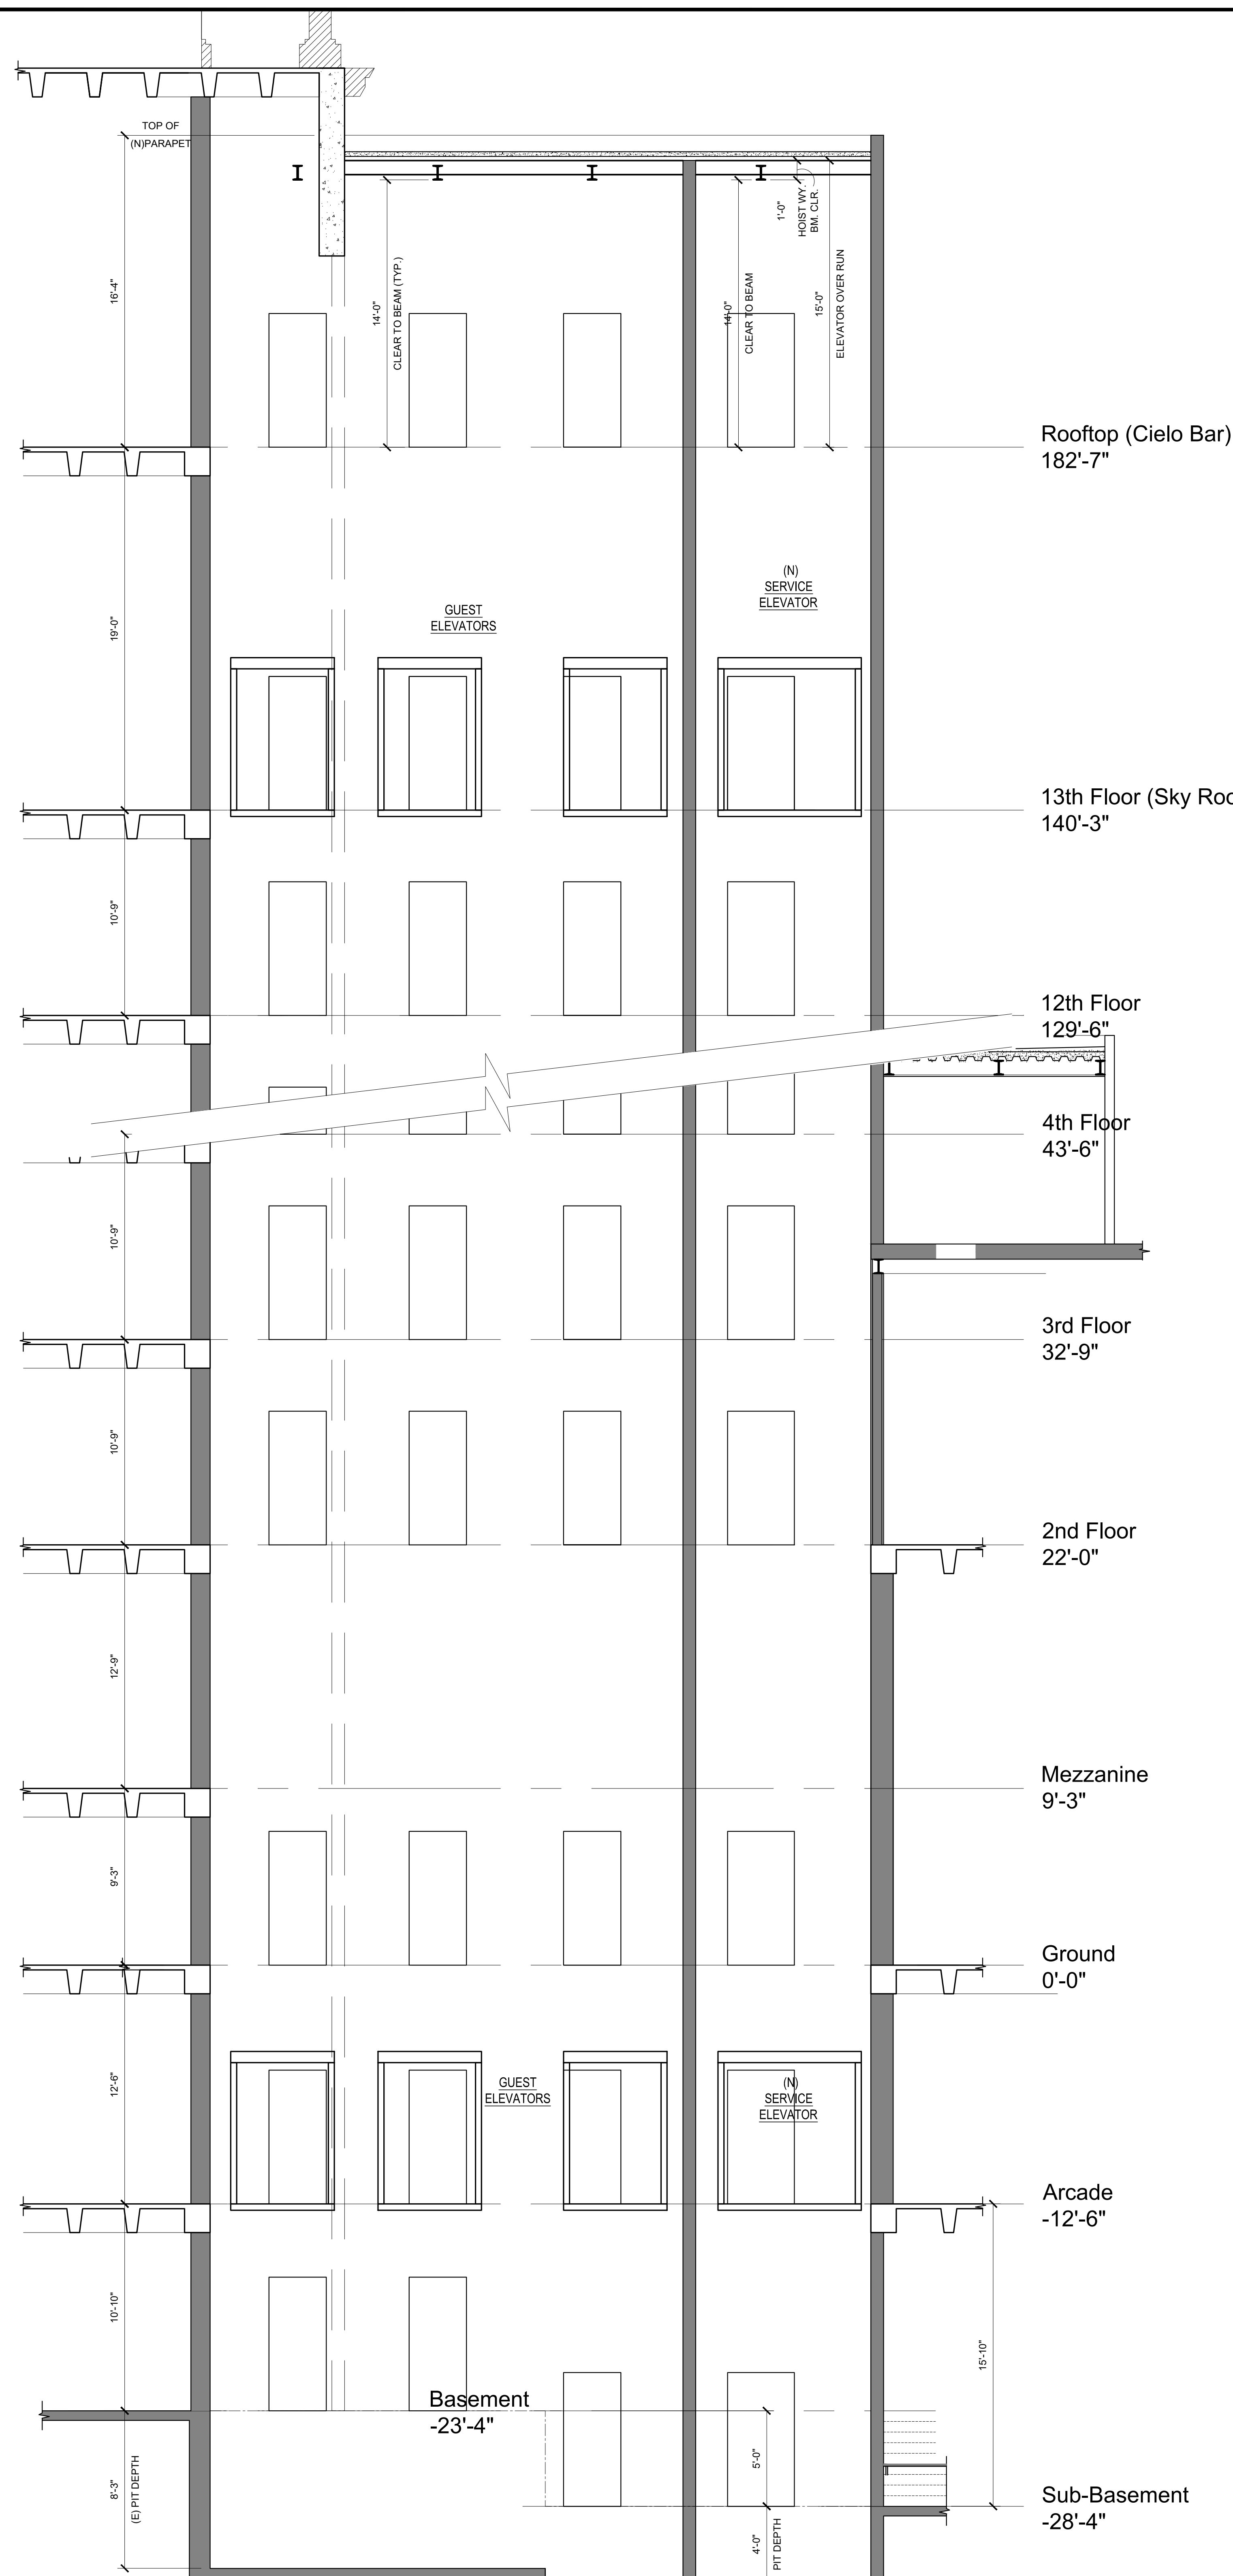 TOP OF
(N)PARAPET
16'-4"
14'-0"
CLEAR TO BEAM (TYP.)
14'-0"
CLEAR TO BEAM
1'-0"
HOIST WY.
BM. CLR.
15'-0"
ELEVATOR OVER RUN
Rooftop (Cielo Bar)
182'-7"
19'-0"
GUEST
ELEVATORS
(N)
SERVICE
ELEVATOR
13th Floor (Sky Roo
140'-3"
10'-9"
12th Floor
129'-6"
4th Floor
43'-6"
10'-9"
3rd Floor
32'-9"
10'-9"
2nd Floor
22'-0"
12'-9"
Mezzanine
9'-3"
9'-3"
Ground
0'-0"
12'-6"
GUEST
ELEVATORS
(N)
SERVICE
ELEVATOR
Arcade
-12'-6"
10'-10"
15'-10"
Basement
-23'-4"
8'-3"
(E) PIT DEPTH
5'-0"
4'-0"
PIT DEPTH
Sub-Basement
-28'-4"